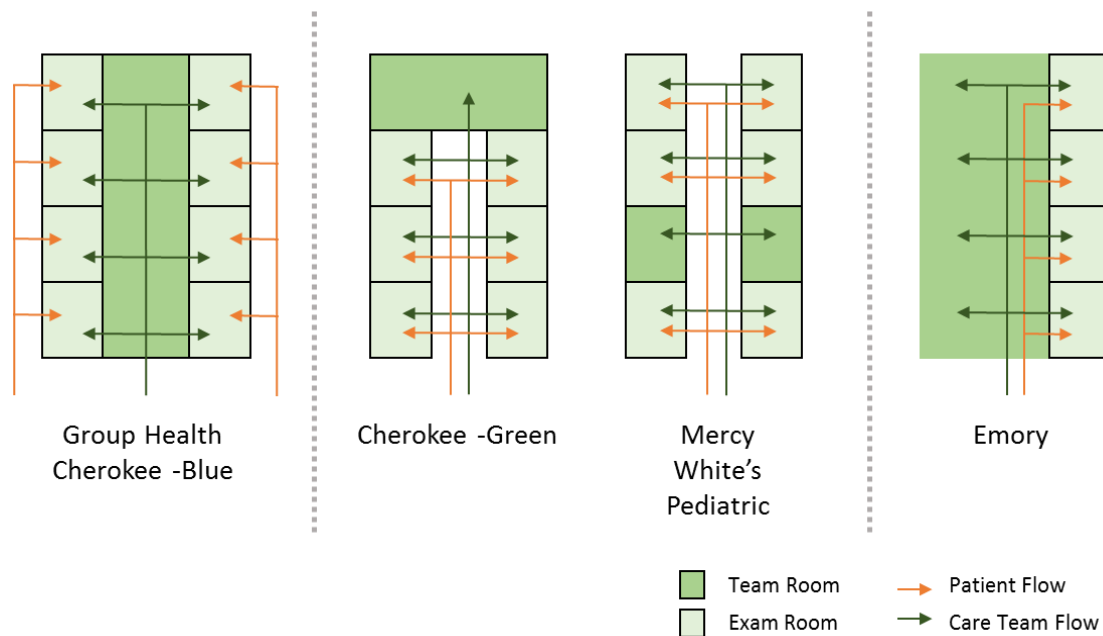 Group Health
Cherokee -Blue
Cherokee -Green
Mercy
White's
Pediatric
Emory
Team Room
Patient Flow
Exam Room
Care Team Flow